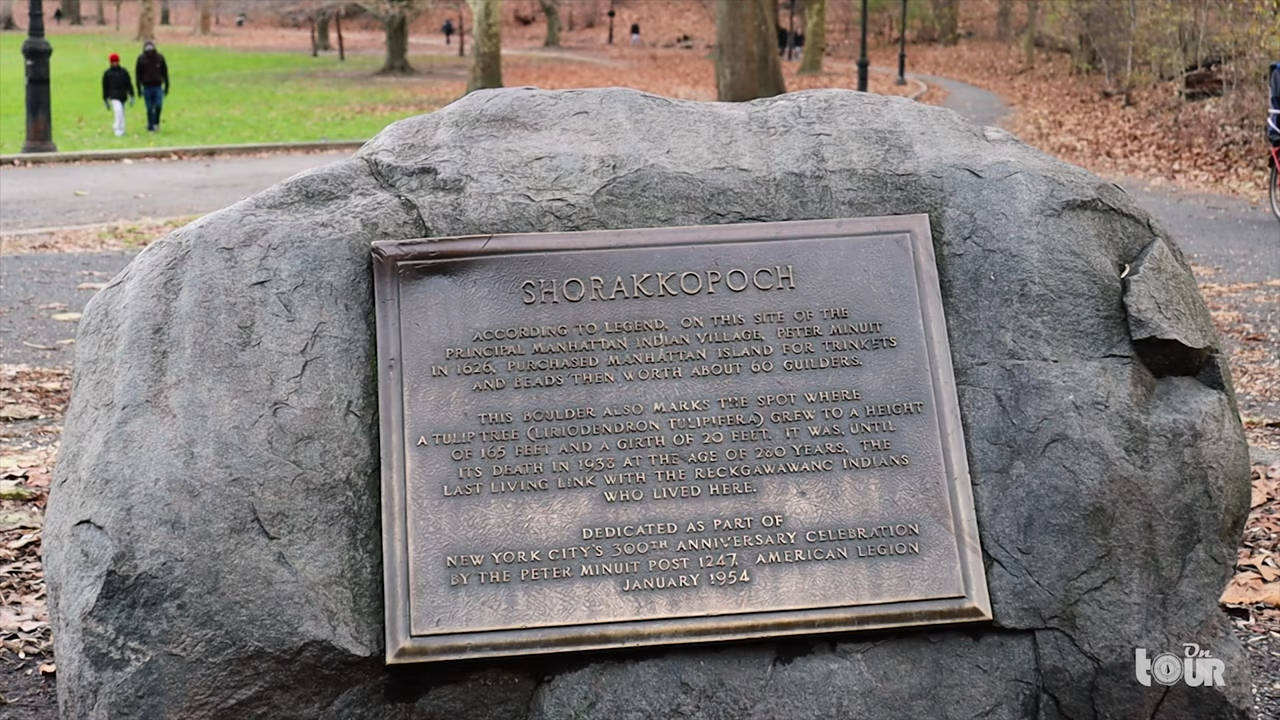 SHORAKKOPOCH
ACCORDING TO LEGEND, ON THIS SITE OF THE
PRINCIPAL MANHATTAN INDIAN VILLAGE, PETER MINUIT
IN 1626, PURCHASED MANHATTAN ISLAND FOR TRINKETS
AND BEADS THEN WORTH ABOUT 60 GUILDERS.
THIS BOULDER ALSO MARKS THE SPOT WHERE
A TULIP TREE (LIRIODENDRON TULIPIFERA) GREW TO A HEIGHT
OF 165 FEET AND A GIRTH OF 20 FEET. IT WAS, UNTIL
ITS DEATH IN 1938 AT THE AGE OF 280 YEARS, THE
LAST LIVING LINK WITH THE RECKGAWAWANC INDIANS
WHO LIVED HERE.
DEDICATED AS PART OF
NEW YORK CITY'S 300TH ANNIVERSARY CELEBRATION
BY THE PETER MINUIT POST 1247, AMERICAN LEGION
JANUARY 1954
On
tOUR